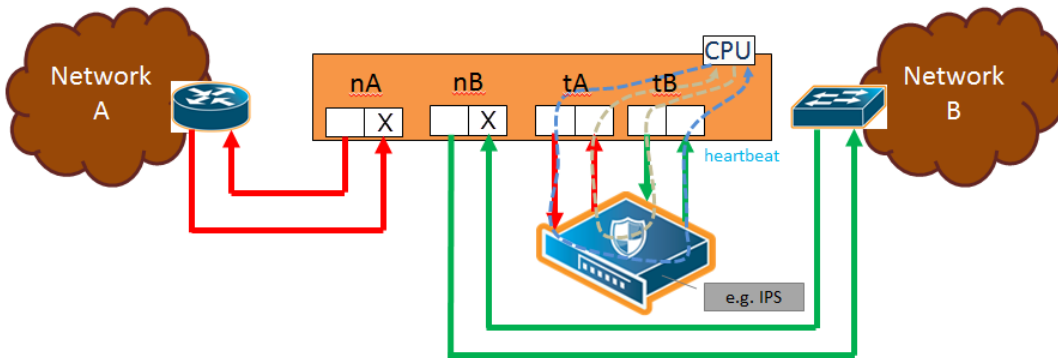 CPU
Network
A
nA
nB
tA
tB
Network
B
X
X
heartbeat
e.g. IPS